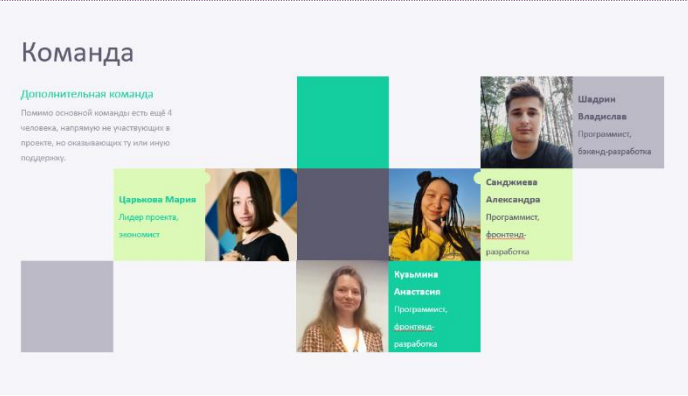 Команда
Дополнительная команда
Помимо основной команды есть ещё 4
человека, напрямую не участвующих в
проекте, но оказывающих ту или иную
поддержку.
Шадрин
Владислав
Программист,
бэкенд-разработка
Царькова Мария
Лидер проекта,
экономист
Санджиева
Александра
Программист,
фронтенд-
разработка
Кузьмина
Анастасия
Программист,
фронтенд-
разработка